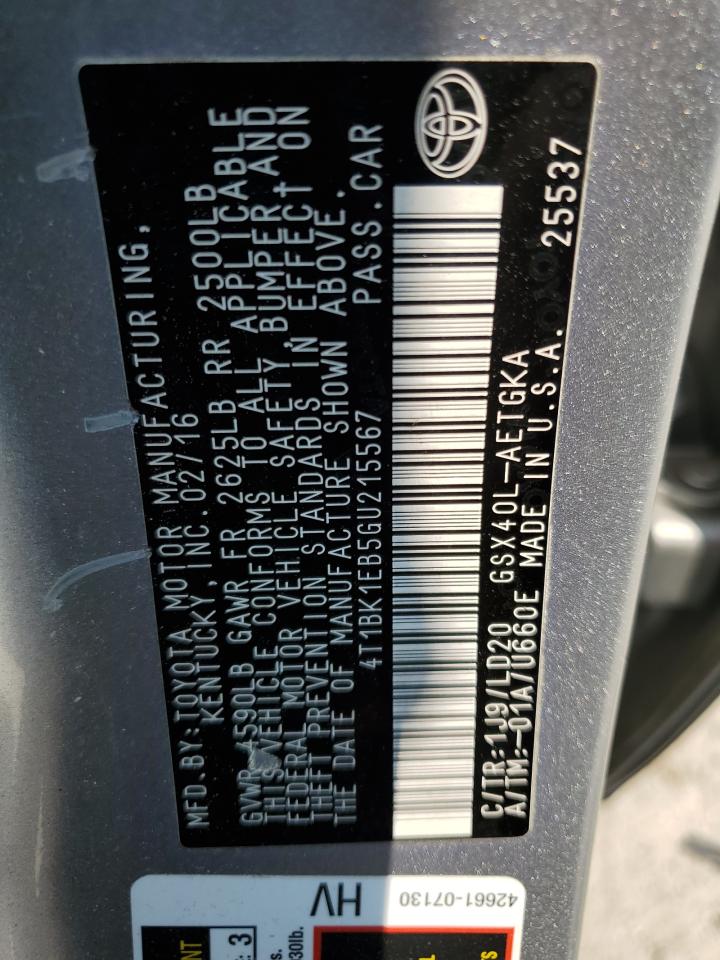 MFD.BY:TOYOTA MOTOR MANUFACTURING,
KENTUCKY, INC.02/16
GVWR 4590LB GAWR FR 2625LB RR 2500LB
THIS VEHICLE CONFORMS TO ALL APPLICABLE
FEDERAL MOTOR VEHICLE SAFETY, BUMPER AND
THEFT PREVENTION STANDARDS IN EFFECT ON
THE DATE OF MANUFACTURE SHOWN ABOVE.
4T1BK1EB5GU215567 PASS.CAR
C/TR:1J9/LD20 GSX40L-AETGKA
A/TM:-01A/U660E MADE IN U.S.A. 25537
HV
42661-07130
3
30lb.